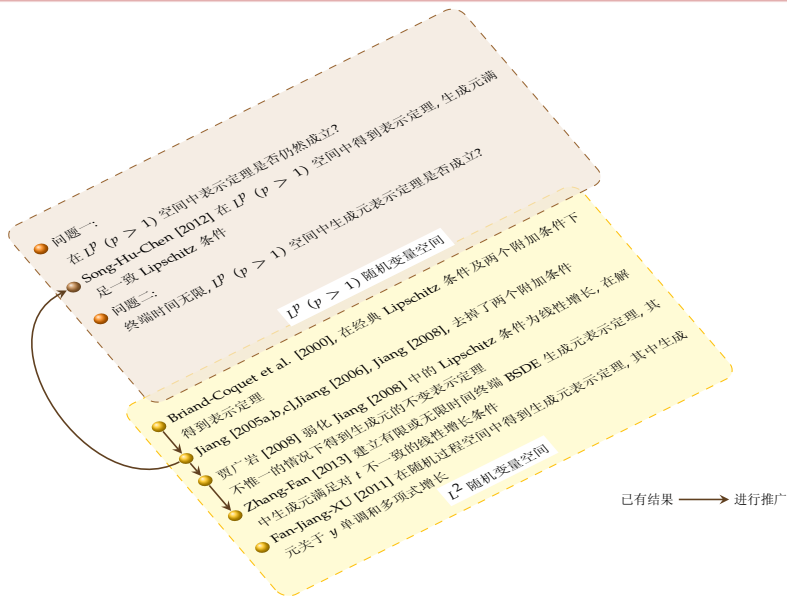 问题一:
在 Lᵖ (p > 1) 空间中表示定理是否仍然成立?
Song-Hu-Chen [2012] 在 Lᵖ (p > 1) 空间中得到表示定理, 生成元满
足一致 Lipschitz 条件
问题二:
终端时间无限, Lᵖ (p > 1) 空间中生成元表示定理是否成立?
Lᵖ (p > 1) 随机变量空间
Briand-Coquet et al. [2000], 在经典 Lipschitz 条件及两个附加条件下
得到表示定理
Jiang [2005a,b,c],Jiang [2006], Jiang [2008], 去掉了两个附加条件
贾广岩 [2008] 弱化 Jiang [2008] 中的 Lipschitz 条件为线性增长, 在解
不惟一的情况下得到生成元的不变表示定理
Zhang-Fan [2013] 建立有限或无限时间终端 BSDE 生成元表示定理, 其
中生成元满足对 t 不一致的线性增长条件
Fan-Jiang-XU [2011] 在随机过程空间中得到生成元表示定理, 其中生成
元关于 y 单调和多项式增长
L² 随机变量空间
已有结果
进行推广